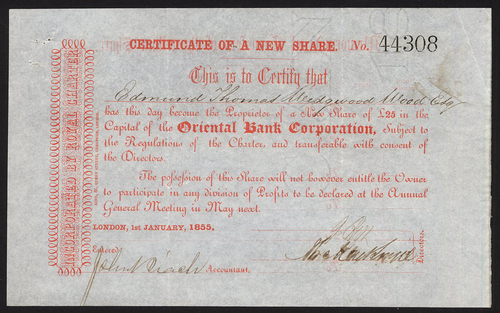 CERTIFICATE OF A NEW SHARE. No. 44308
This is to Certify that
Edmund Thomas Wedgwood Wood Esq
has this day become the Proprietor of a New Share of £25 in the
Capital of the Oriental Bank Corporation, Subject to
the Regulations of the Charter, and transferable with consent of
the Directors.
The possession of this Share will not however entitle the Owner
to participate in any division of Profits to be declared at the Annual
General Meeting in May next.
LONDON, 1st JANUARY, 1855.
Entered
Accountant.
Directors.
INCORPORATED BY ROYAL CHARTER